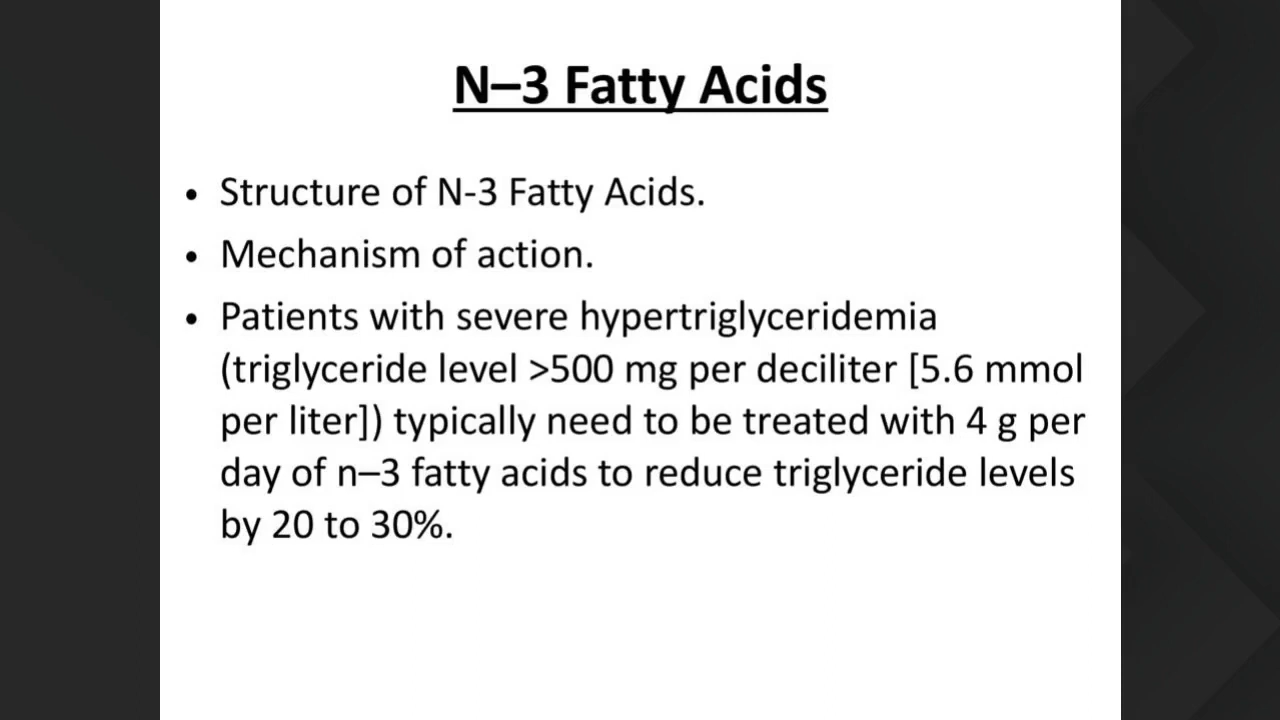 N–3 Fatty Acids
• Structure of N-3 Fatty Acids.
• Mechanism of action.
• Patients with severe hypertriglyceridemia
(triglyceride level >500 mg per deciliter [5.6 mmol
per liter]) typically need to be treated with 4 g per
day of n–3 fatty acids to reduce triglyceride levels
by 20 to 30%.